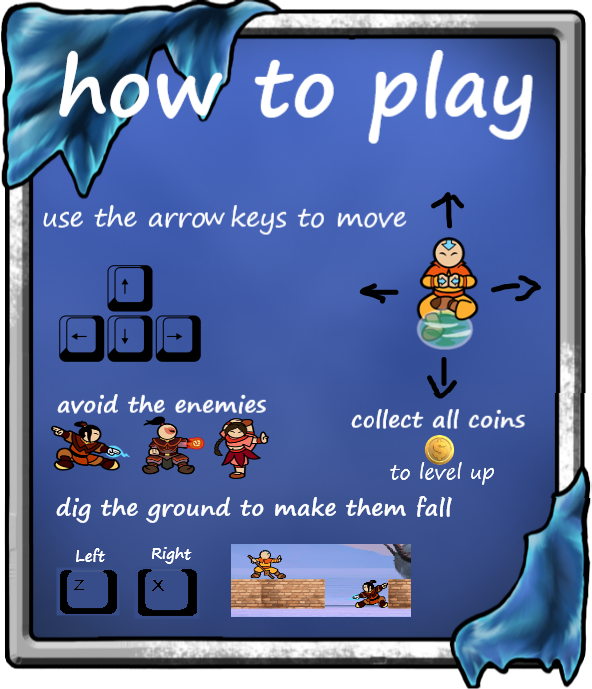 how to play
use the arrow keys to move
↑
← ↓ →
avoid the enemies
collect all coins
$
to level up
dig the ground to make them fall
Left Right
Z X